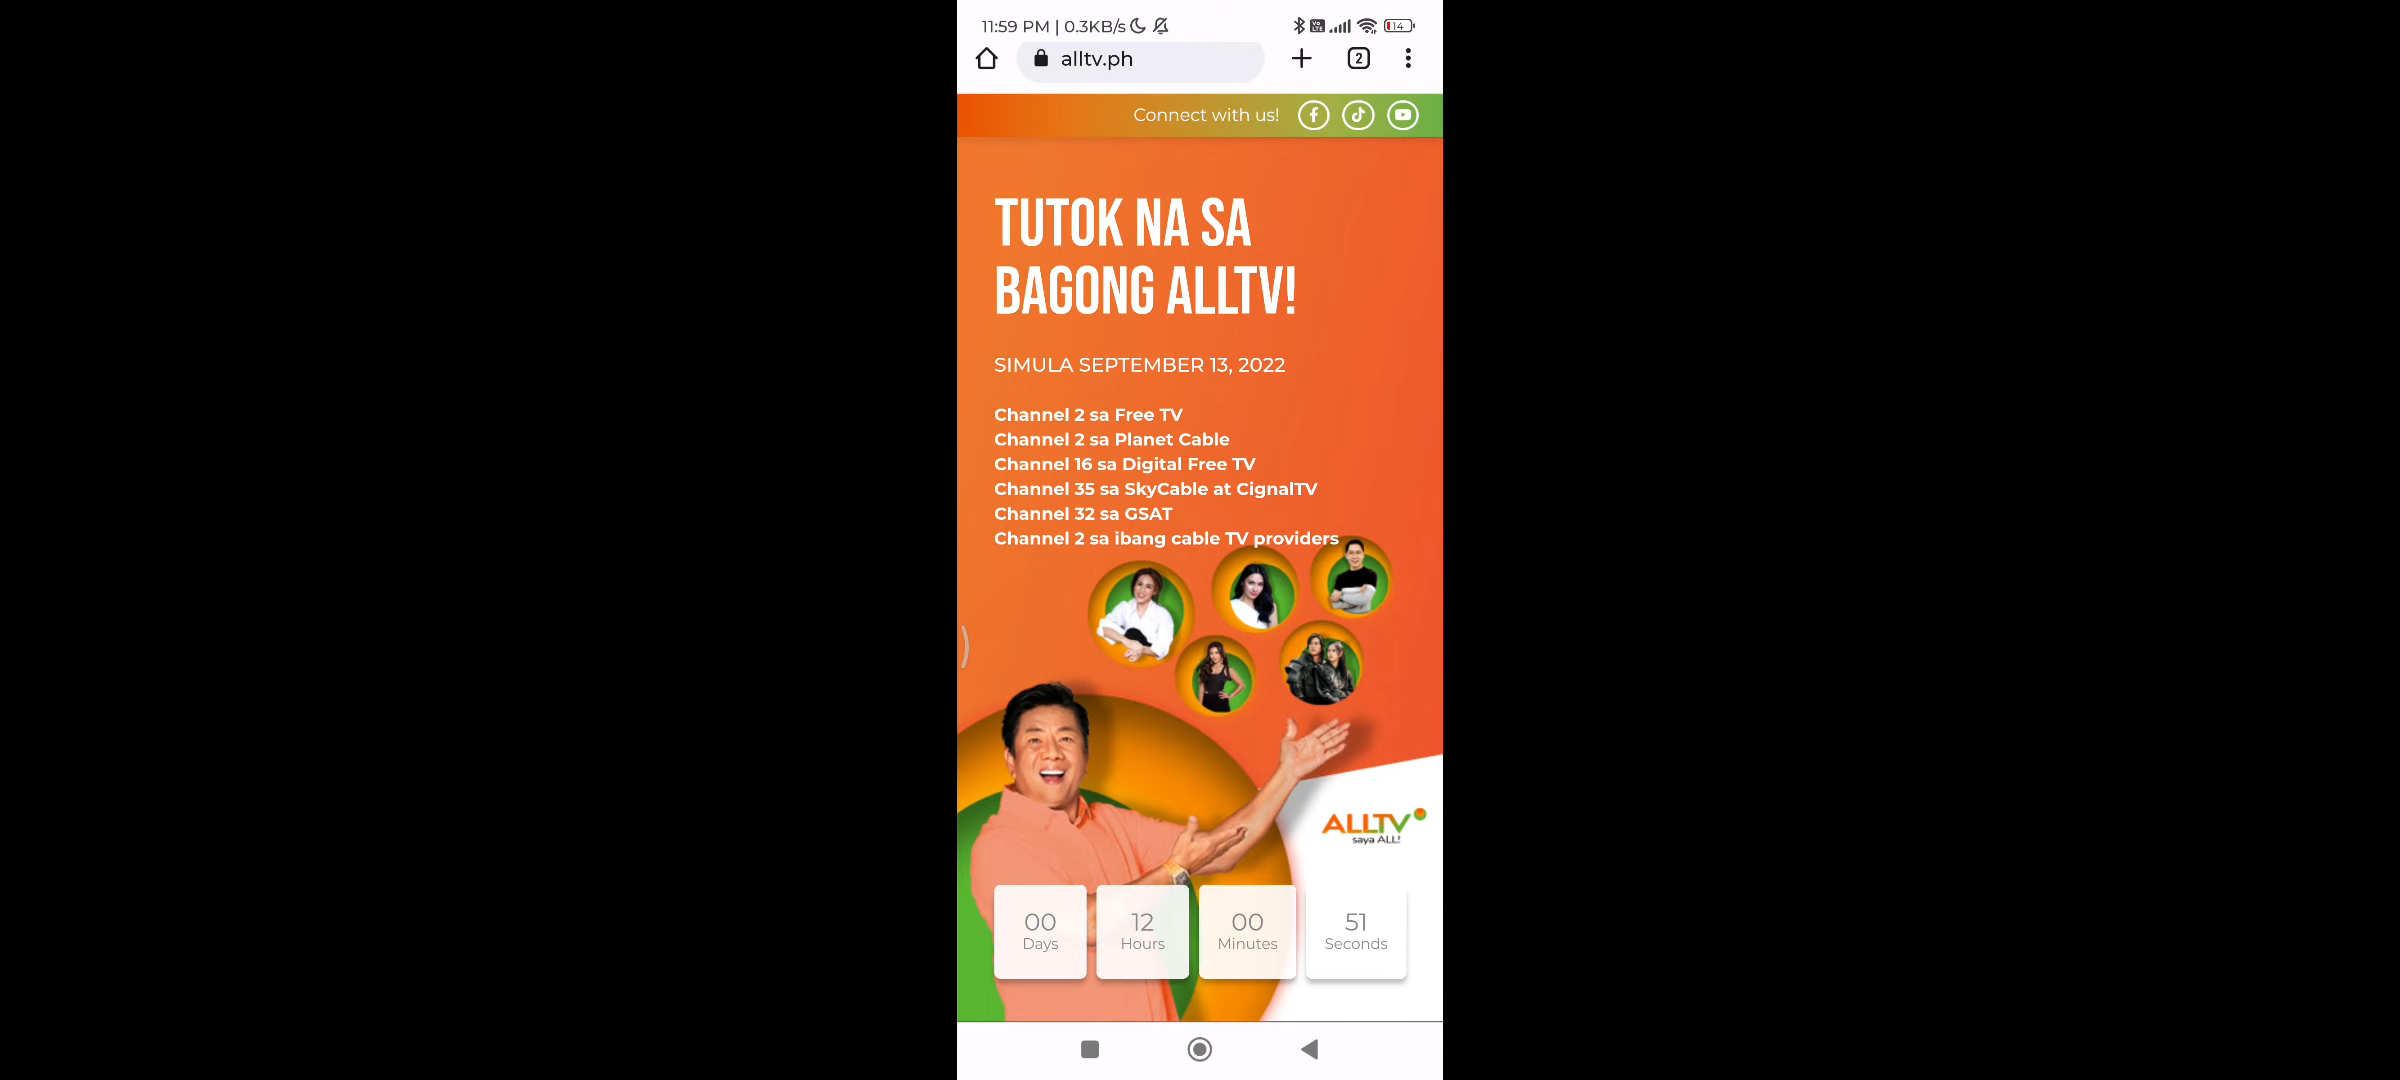 11:59 PM | 0.3KB/s
Vo LTE
14
alltv.ph
2
Connect with us!
TUTOK NA SA
BAGONG ALLTV!
SIMULA SEPTEMBER 13, 2022
Channel 2 sa Free TV
Channel 2 sa Planet Cable
Channel 16 sa Digital Free TV
Channel 35 sa SkyCable at CignalTV
Channel 32 sa GSAT
Channel 2 sa ibang cable TV providers
ALLTV
saya ALL!
00 12 00 51
Days Hours Minutes Seconds